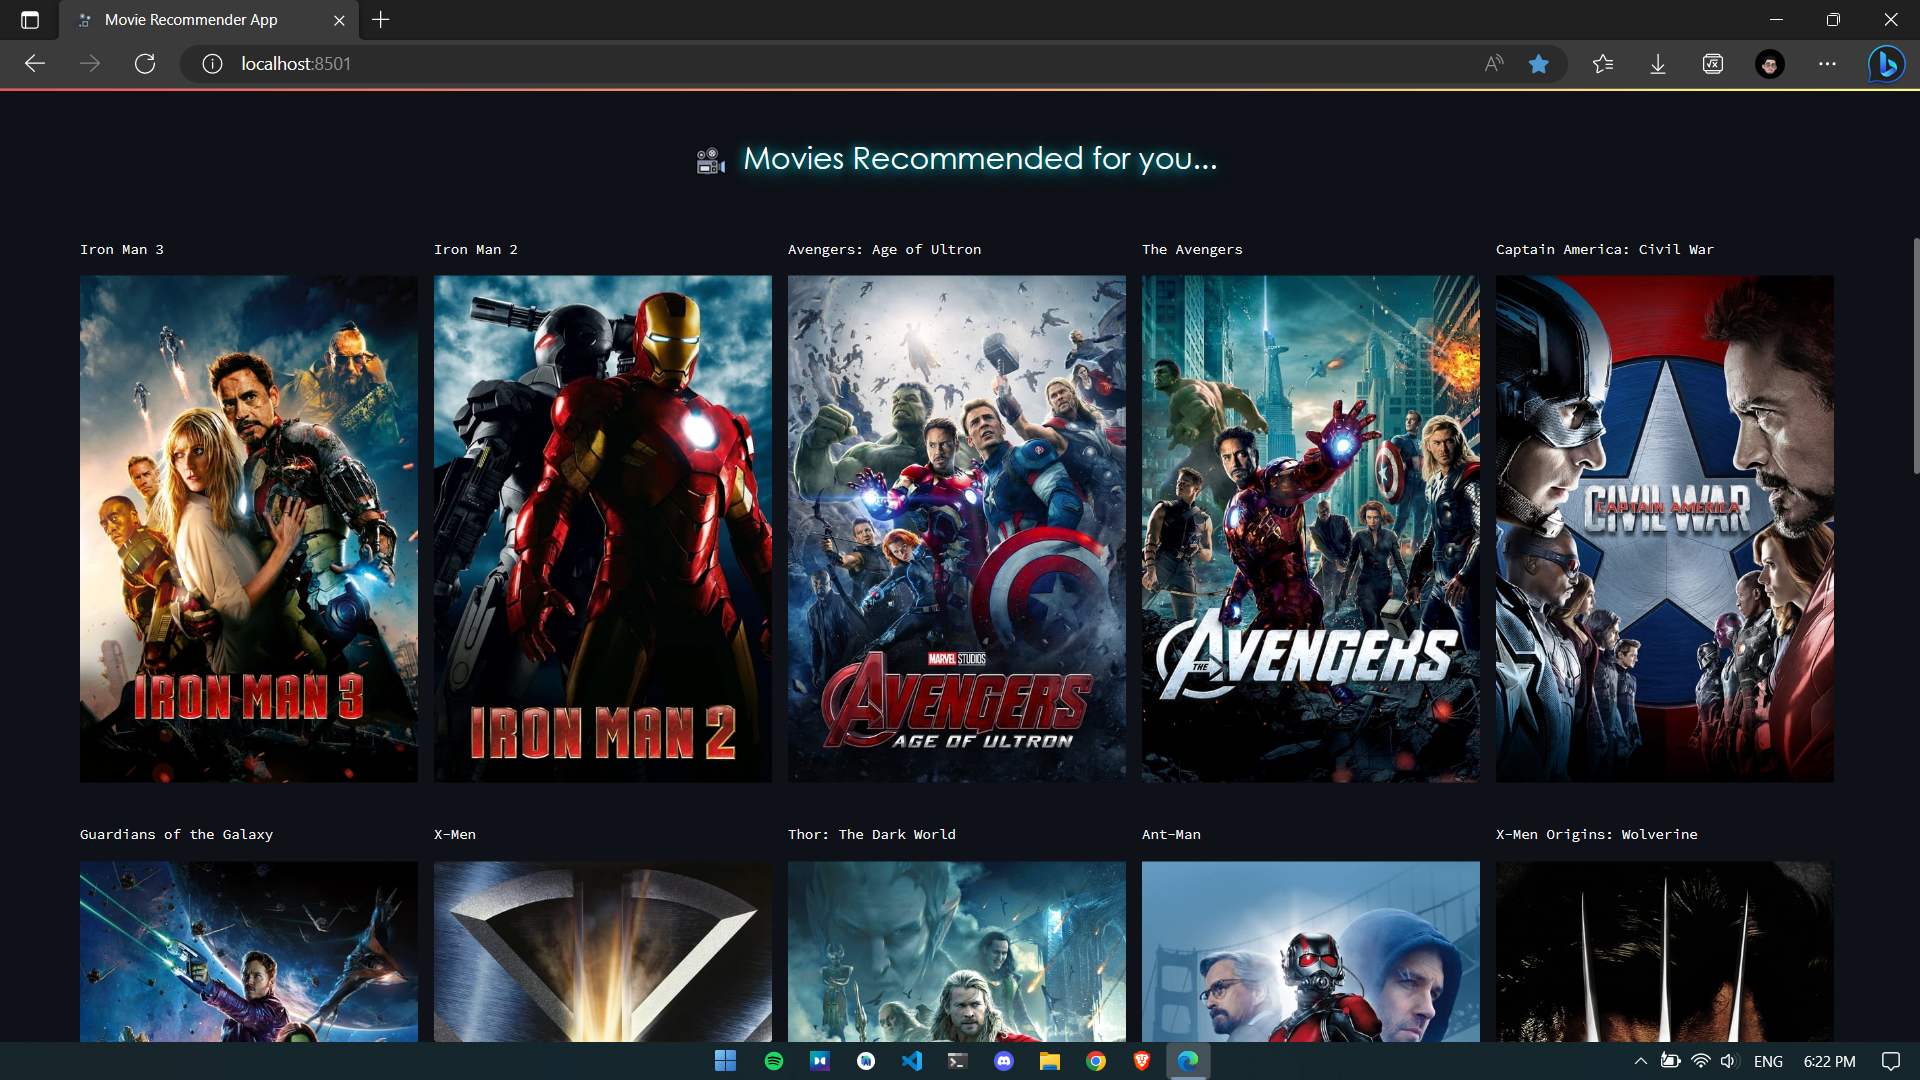 Movie Recommender App
localhost:8501
Movies Recommended for you...
Iron Man 3
Iron Man 2
Avengers: Age of Ultron
The Avengers
Captain America: Civil War
IRON MAN 3
IRON MAN 2
MARVEL STUDIOS
AVENGERS
AGE OF ULTRON
THE
AVENGERS
CAPTAIN AMERICA
CIVIL WAR
Guardians of the Galaxy
X-Men
Thor: The Dark World
Ant-Man
X-Men Origins: Wolverine
ENG
6:22 PM